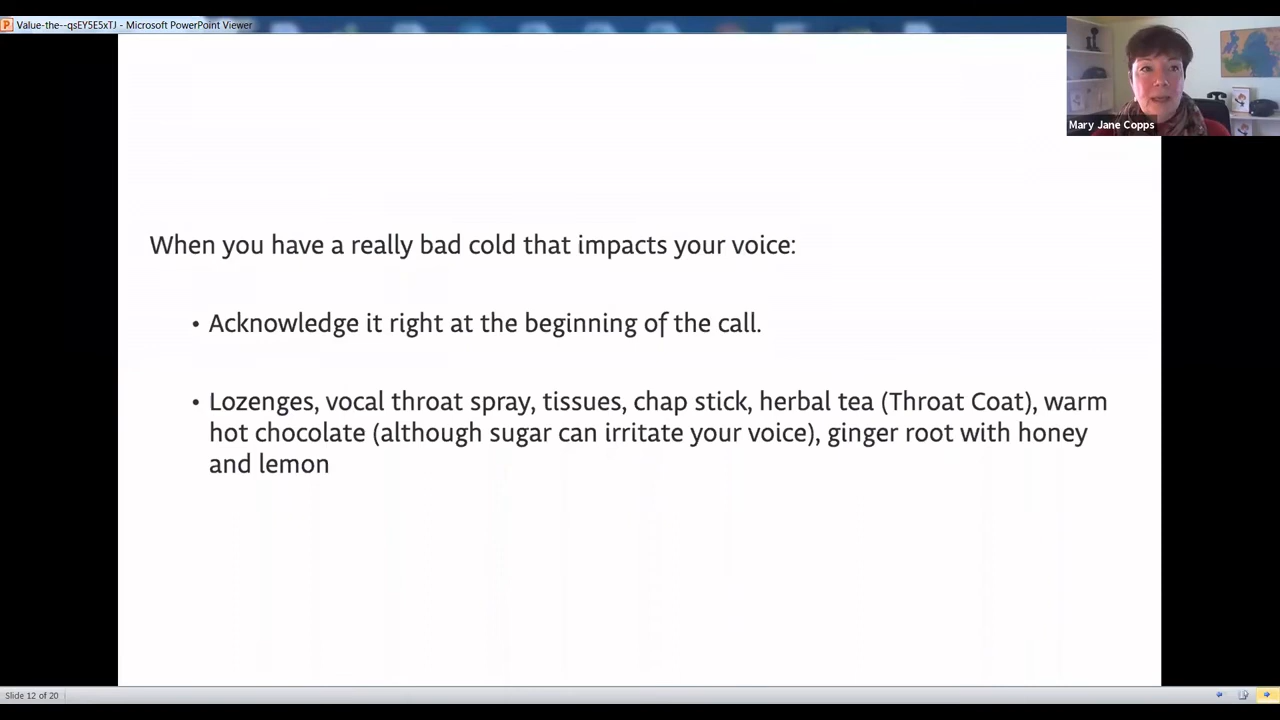 Value-the--qsEY5E5xTJ - Microsoft PowerPoint Viewer
Mary Jane Copps
When you have a really bad cold that impacts your voice:
• Acknowledge it right at the beginning of the call.
• Lozenges, vocal throat spray, tissues, chap stick, herbal tea (Throat Coat), warm
hot chocolate (although sugar can irritate your voice), ginger root with honey
and lemon
Slide 12 of 20